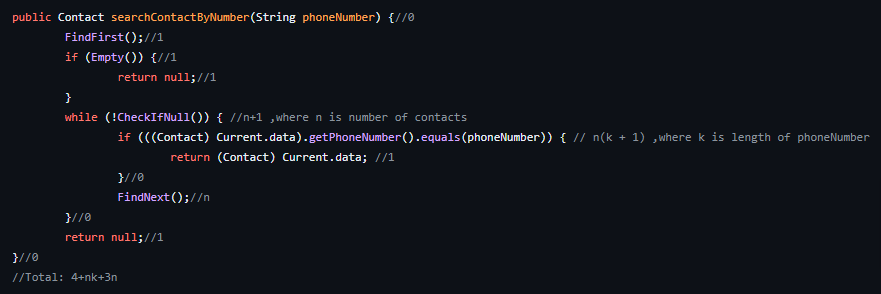 public Contact searchContactByNumber(String phoneNumber) {//0
        FindFirst();//1
        if (Empty()) {//1
                return null;//1
        }
        while (!CheckIfNull()) { //n+1 ,where n is number of contacts
                if (((Contact) Current.data).getPhoneNumber().equals(phoneNumber)) { // n(k + 1) ,where k is length of phoneNumber
                        return (Contact) Current.data; //1
                }//0
                FindNext();//n
        }//0
        return null;//1
}//0
//Total: 4+nk+3n